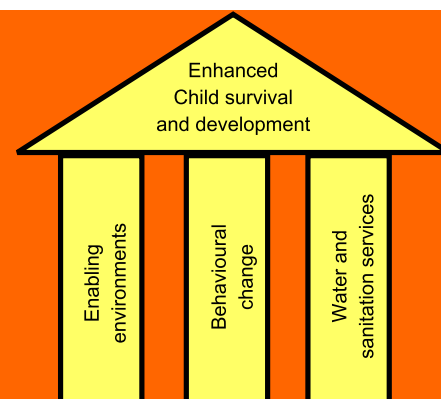 Enhanced
Child survival
and development
Enabling
environments
Behavioural
change
Water and
sanitation services